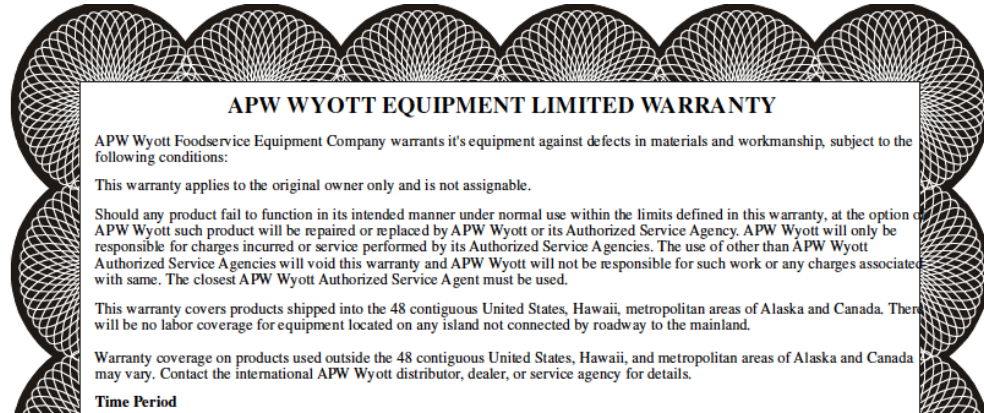 APW WYOTT EQUIPMENT LIMITED WARRANTY
APW Wyott Foodservice Equipment Company warrants it's equipment against defects in materials and workmanship, subject to the
following conditions:
This warranty applies to the original owner only and is not assignable.
Should any product fail to function in its intended manner under normal use within the limits defined in this warranty, at the option o
APW Wyott such product will be repaired or replaced by APW Wyott or its Authorized Service Agency. APW Wyott will only be
responsible for charges incurred or service performed by its Authorized Service Agencies. The use of other than APW Wyott
Authorized Service Agencies will void this warranty and APW Wyott will not be responsible for such work or any charges associated
with same. The closest APW Wyott Authorized Service Agent must be used.
This warranty covers products shipped into the 48 contiguous United States, Hawaii, metropolitan areas of Alaska and Canada. There
will be no labor coverage for equipment located on any island not connected by roadway to the mainland.
Warranty coverage on products used outside the 48 contiguous United States, Hawaii, and metropolitan areas of Alaska and Canada
may vary. Contact the international APW Wyott distributor, dealer, or service agency for details.
Time Period